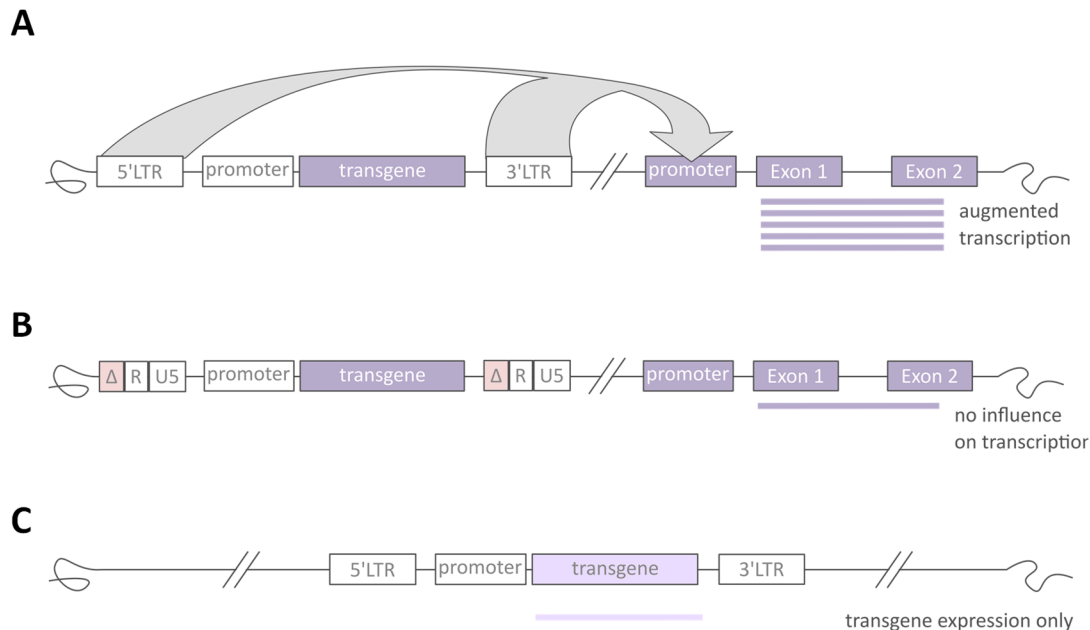 A
5'LTR promoter transgene 3'LTR promoter Exon 1 Exon 2
augmented
transcription
B
Δ R U5 promoter transgene Δ R U5 promoter Exon 1 Exon 2
no influence
on transcription
C
5'LTR promoter transgene 3'LTR
transgene expression only